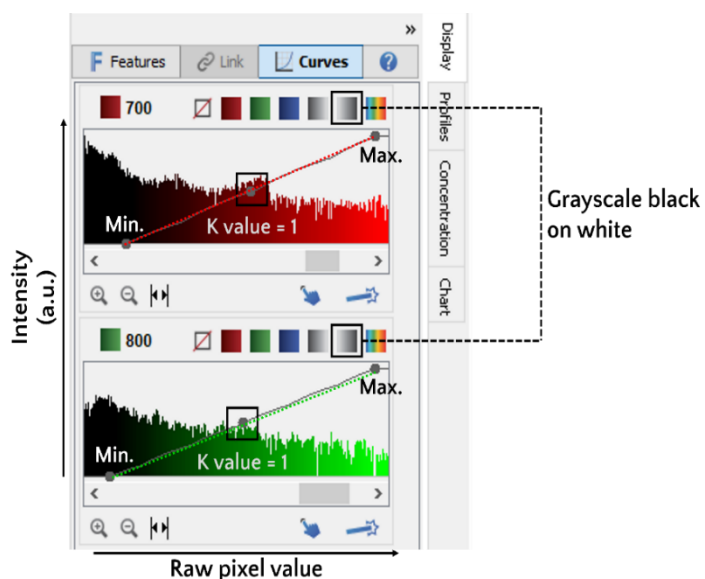 »
Features
Link
Curves
?
Display
Profiles
Concentration
Chart
700
Max.
Min.
K value = 1
Grayscale black
on white
Intensity
(a.u.)
800
Max.
Min.
K value = 1
Raw pixel value